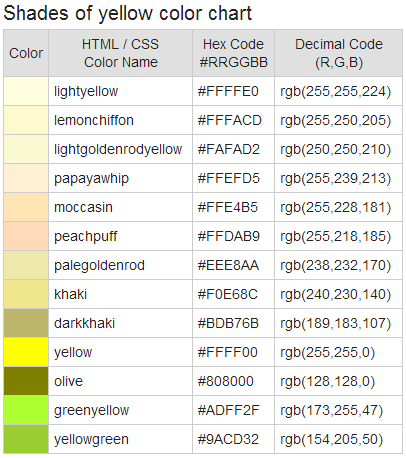 Shades of yellow color chart
Color HTML / CSS Color Name Hex Code #RRGGBB Decimal Code (R,G,B)
lightyellow #FFFFE0 rgb(255,255,224)
lemonchiffon #FFFACD rgb(255,250,205)
lightgoldenrodyellow #FAFAD2 rgb(250,250,210)
papayawhip #FFEFD5 rgb(255,239,213)
moccasin #FFE4B5 rgb(255,228,181)
peachpuff #FFDAB9 rgb(255,218,185)
palegoldenrod #EEE8AA rgb(238,232,170)
khaki #F0E68C rgb(240,230,140)
darkkhaki #BDB76B rgb(189,183,107)
yellow #FFFF00 rgb(255,255,0)
olive #808000 rgb(128,128,0)
greenyellow #ADFF2F rgb(173,255,47)
yellowgreen #9ACD32 rgb(154,205,50)